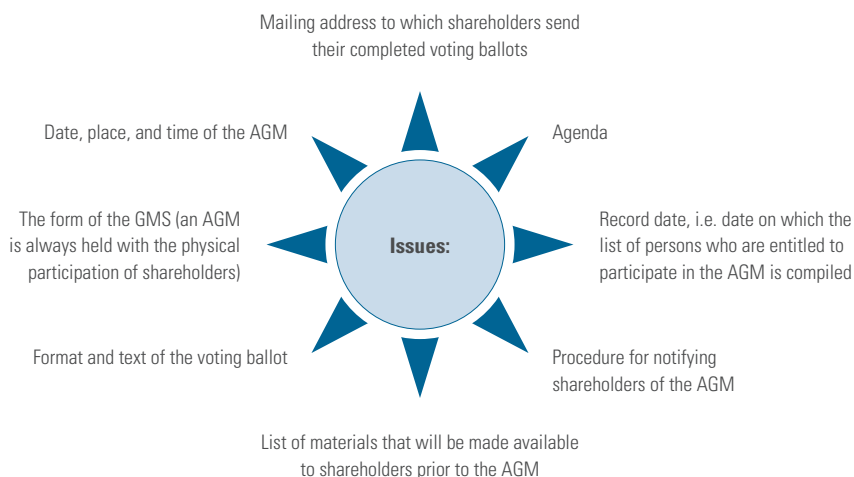 Mailing address to which shareholders send
their completed voting ballots
Date, place, and time of the AGM
Agenda
The form of the GMS (an AGM
is always held with the physical
participation of shareholders)
Issues:
Record date, i.e. date on which the
list of persons who are entitled to
participate in the AGM is compiled
Format and text of the voting ballot
Procedure for notifying
shareholders of the AGM
List of materials that will be made available
to shareholders prior to the AGM